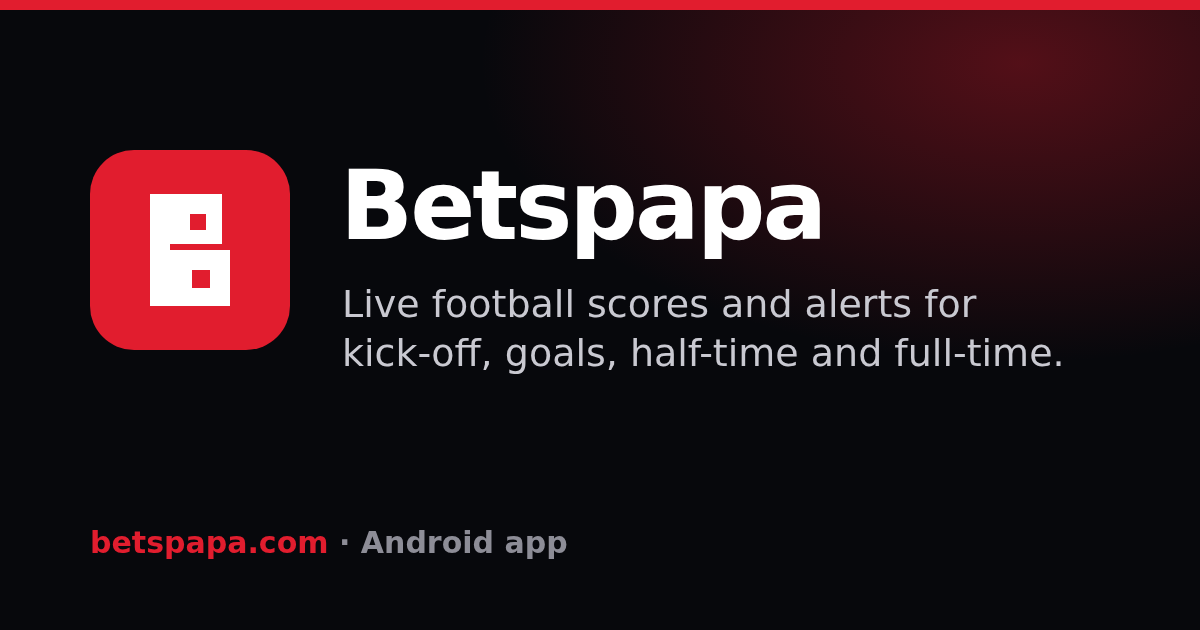 B
Betspapa
Live football scores and alerts for
kick-off, goals, half-time and full-time.
betspapa.com · Android app